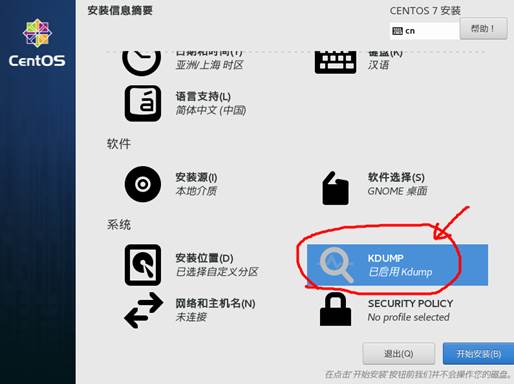 安装信息摘要
CENTOS 7 安装
cn
帮助！
CentOS
日期和时间(T)
亚洲/上海 时区
键盘(K)
汉语
语言支持(L)
简体中文 (中国)
软件
安装源(I)
本地介质
软件选择(S)
GNOME 桌面
系统
安装位置(D)
已选择自定义分区
KDUMP
已启用 Kdump
网络和主机名(N)
未连接
SECURITY POLICY
No profile selected
退出(Q)
开始安装(B)
在点击'开始安装'按钮前我们并不会操作您的磁盘。